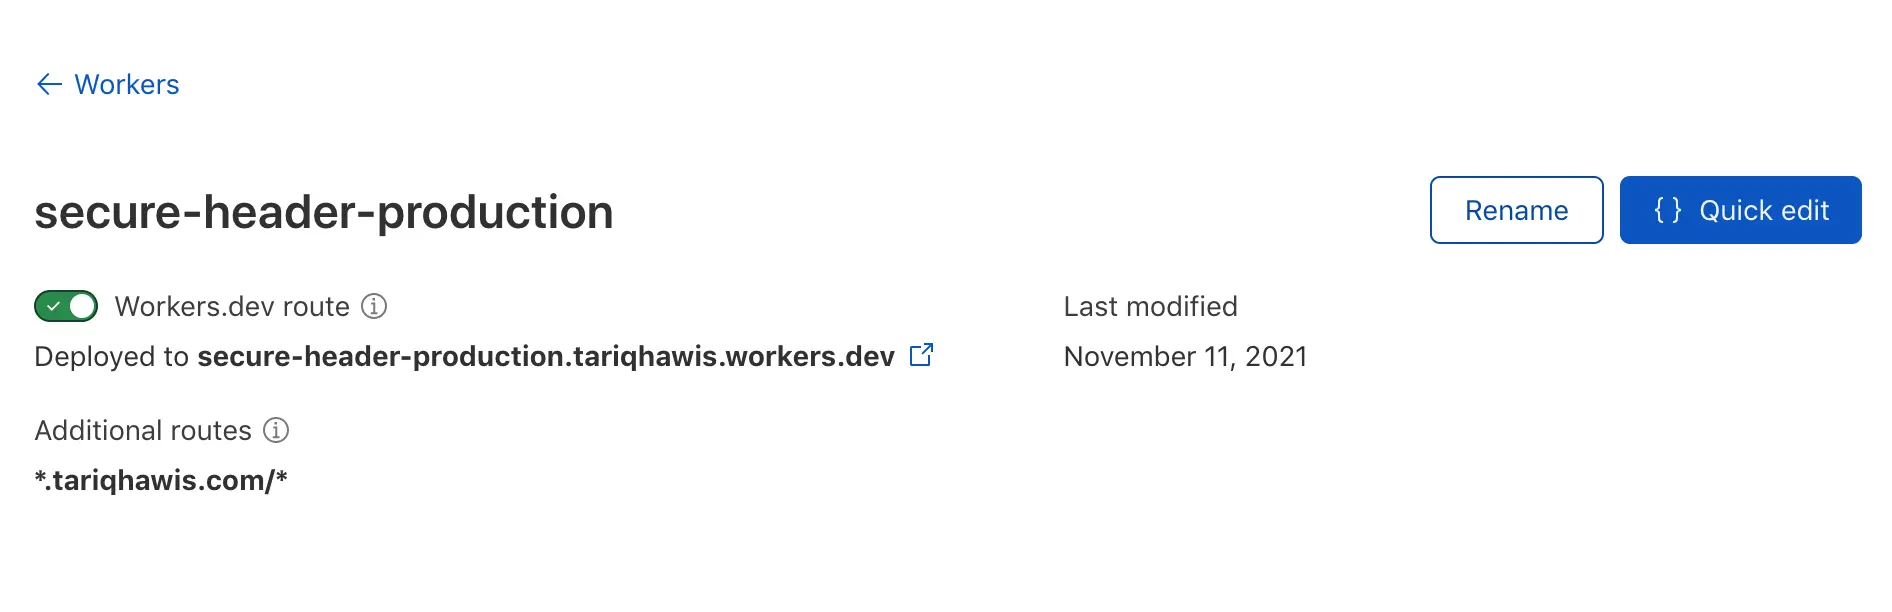 ← Workers
secure-header-production
Rename
{ } Quick edit
Workers.dev route
Deployed to secure-header-production.tariqhawis.workers.dev
Last modified
November 11, 2021
Additional routes
*.tariqhawis.com/*